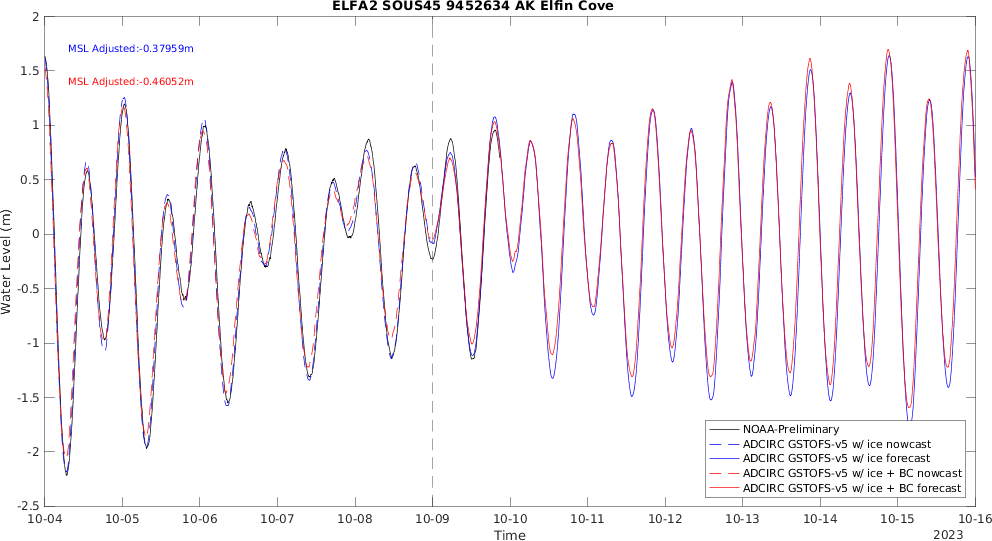 ELFA2 SOUS45 9452634 AK Elfin Cove
MSL Adjusted:-0.37959m
MSL Adjusted:-0.46052m
Water Level (m)
2
1.5
1
0.5
0
-0.5
-1
-1.5
-2
-2.5
NOAA-Preliminary
ADCIRC GSTOFS-v5 w/ ice nowcast
ADCIRC GSTOFS-v5 w/ ice forecast
ADCIRC GSTOFS-v5 w/ ice + BC nowcast
ADCIRC GSTOFS-v5 w/ ice + BC forecast
10-04 10-05 10-06 10-07 10-08 10-09 10-10 10-11 10-12 10-13 10-14 10-15 10-16
Time
2023